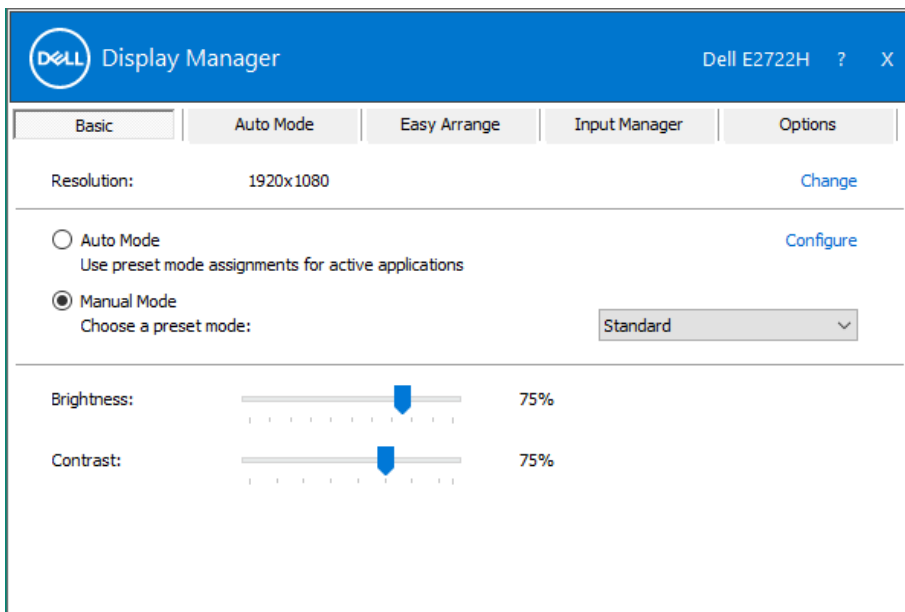 DELL Display Manager Dell E2722H ? X
Basic Auto Mode Easy Arrange Input Manager Options
Resolution: 1920x1080 Change
Auto Mode Configure
Use preset mode assignments for active applications
Manual Mode
Choose a preset mode: Standard
Brightness: 75%
Contrast: 75%